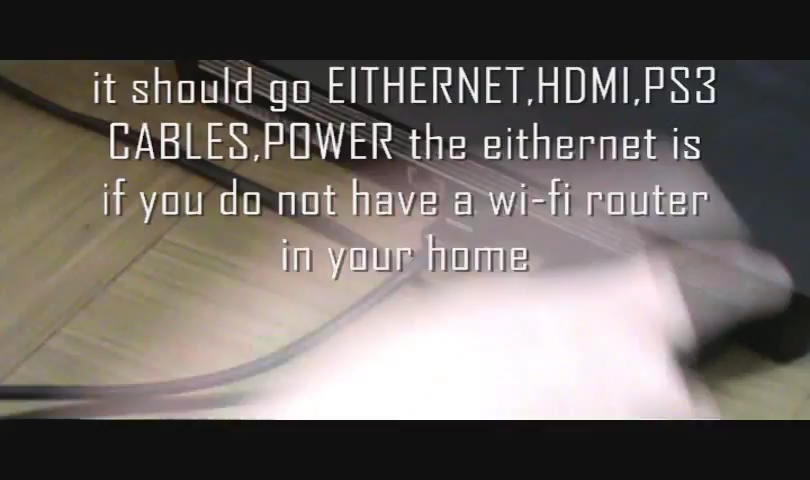 it should go EITHERNET,HDMI,PS3
CABLES,POWER the eithernet is
if you do not have a wi-fi router
in your home